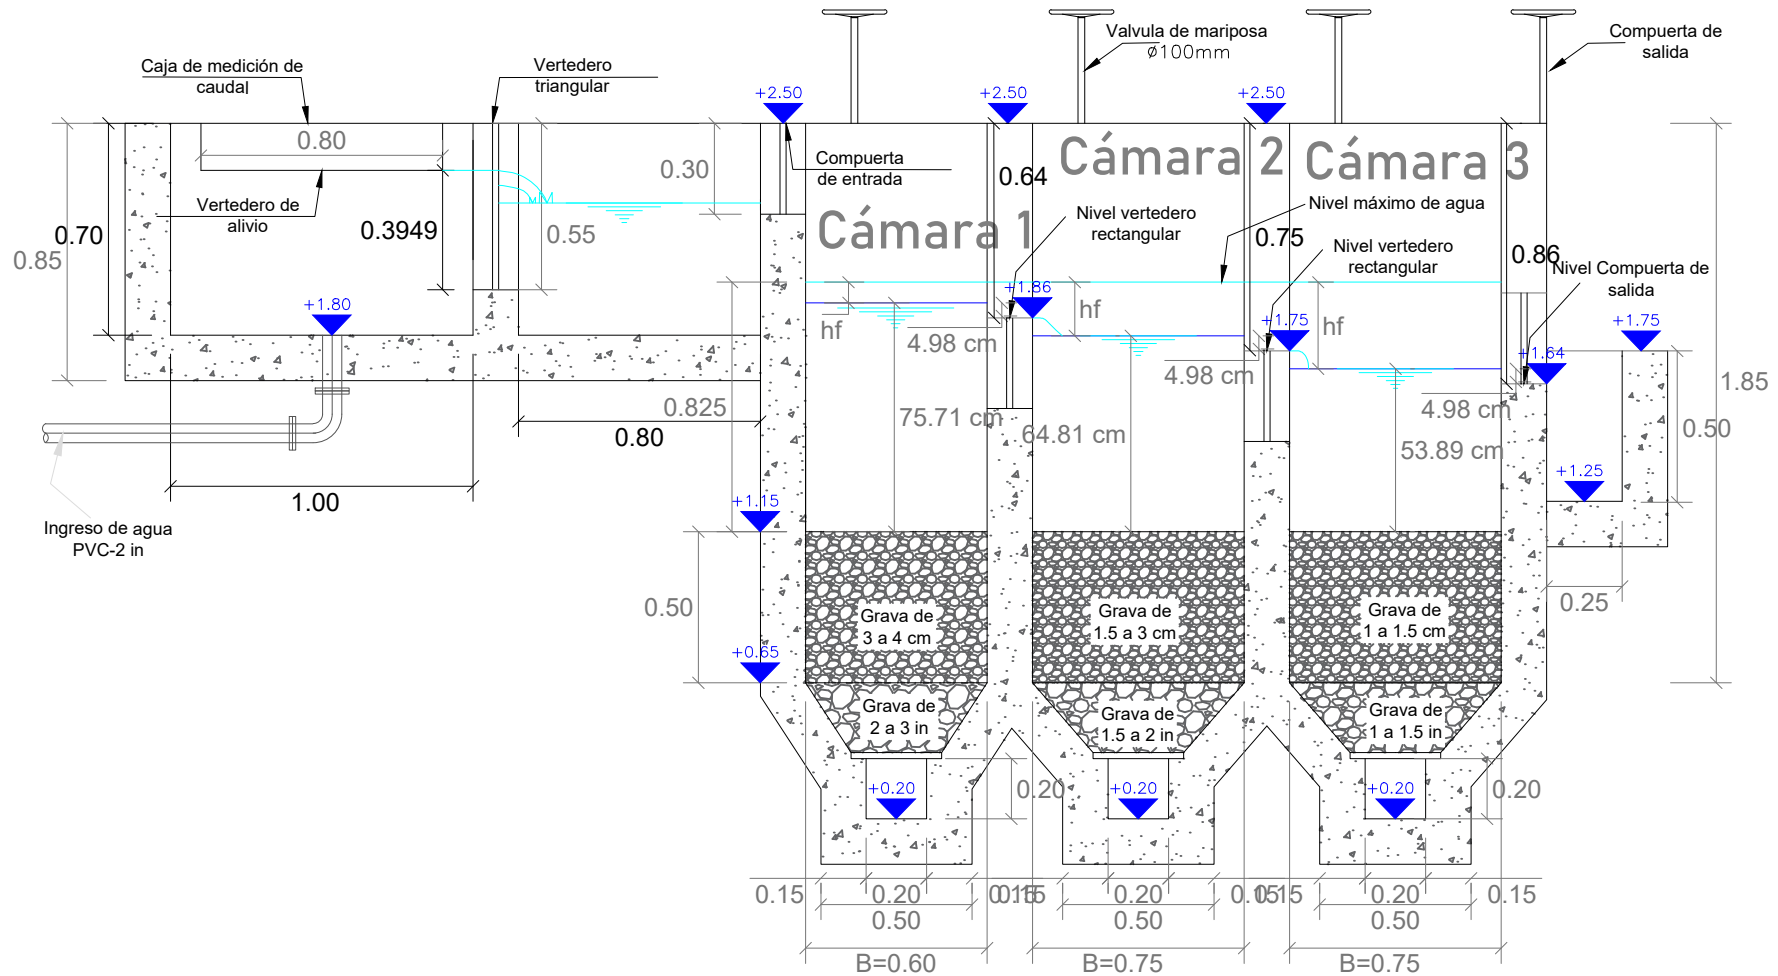 Valvula de mariposa
ø100mm
Compuerta de
salida
Caja de medición de
caudal
Vertedero
triangular
+2.50
+2.50
+2.50
0.80
0.30
Compuerta
de entrada
0.64
Cámara 2
Cámara 3
Vertedero de
alivio
0.3949
0.55
0.70
0.85
Cámara 1
Nivel vertedero
rectangular
Nivel máximo de agua
0.75
Nivel vertedero
rectangular
0.86
Nivel Compuerta de
salida
+1.80
+1.86
+1.75
+1.75
hf
hf
hf
4.98 cm
4.98 cm
4.98 cm
+1.64
1.85
0.825
0.80
75.71 cm
64.81 cm
53.89 cm
0.50
+1.25
1.00
+1.15
Ingreso de agua
PVC-2 in
0.50
Grava de
3 a 4 cm
Grava de
1.5 a 3 cm
Grava de
1 a 1.5 cm
0.25
+0.65
Grava de
2 a 3 in
Grava de
1.5 a 2 in
Grava de
1 a 1.5 in
+0.20
0.20
+0.20
+0.20
0.20
0.15
0.20
0.15
0.15
0.20
0.15
0.15
0.20
0.15
0.50
0.50
0.50
B=0.60
B=0.75
B=0.75